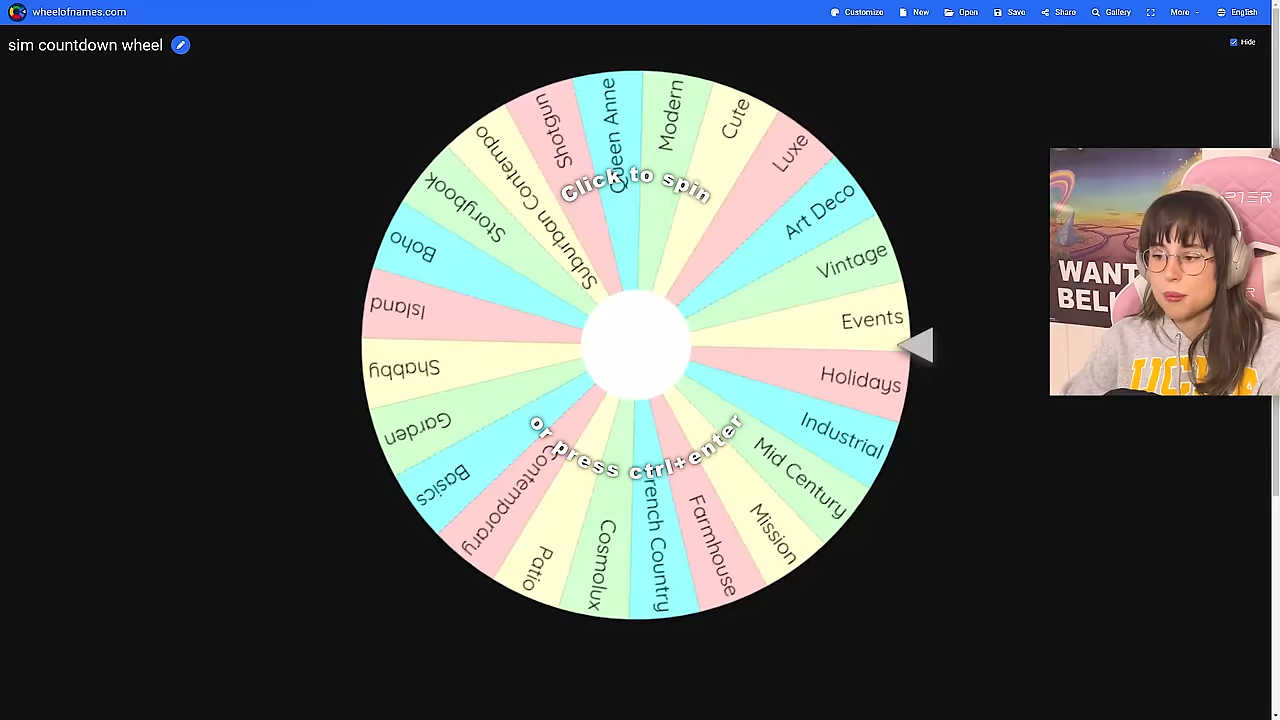 wheelofnames.com
Customize
New
Open
Save
Share
Gallery
More
English
sim countdown wheel
Hide
Queen Anne
Modern
Cute
Luxe
Art Deco
Vintage
Events
Holidays
Industrial
Mid Century
Mission
Farmhouse
French Country
Cosmolux
Patio
Contemporary
Basics
Garden
Shabby
Island
Boho
Storybook
Suburban Contempo
Shotgun
Click to spin
or press ctrl+enter
WANT
BEL